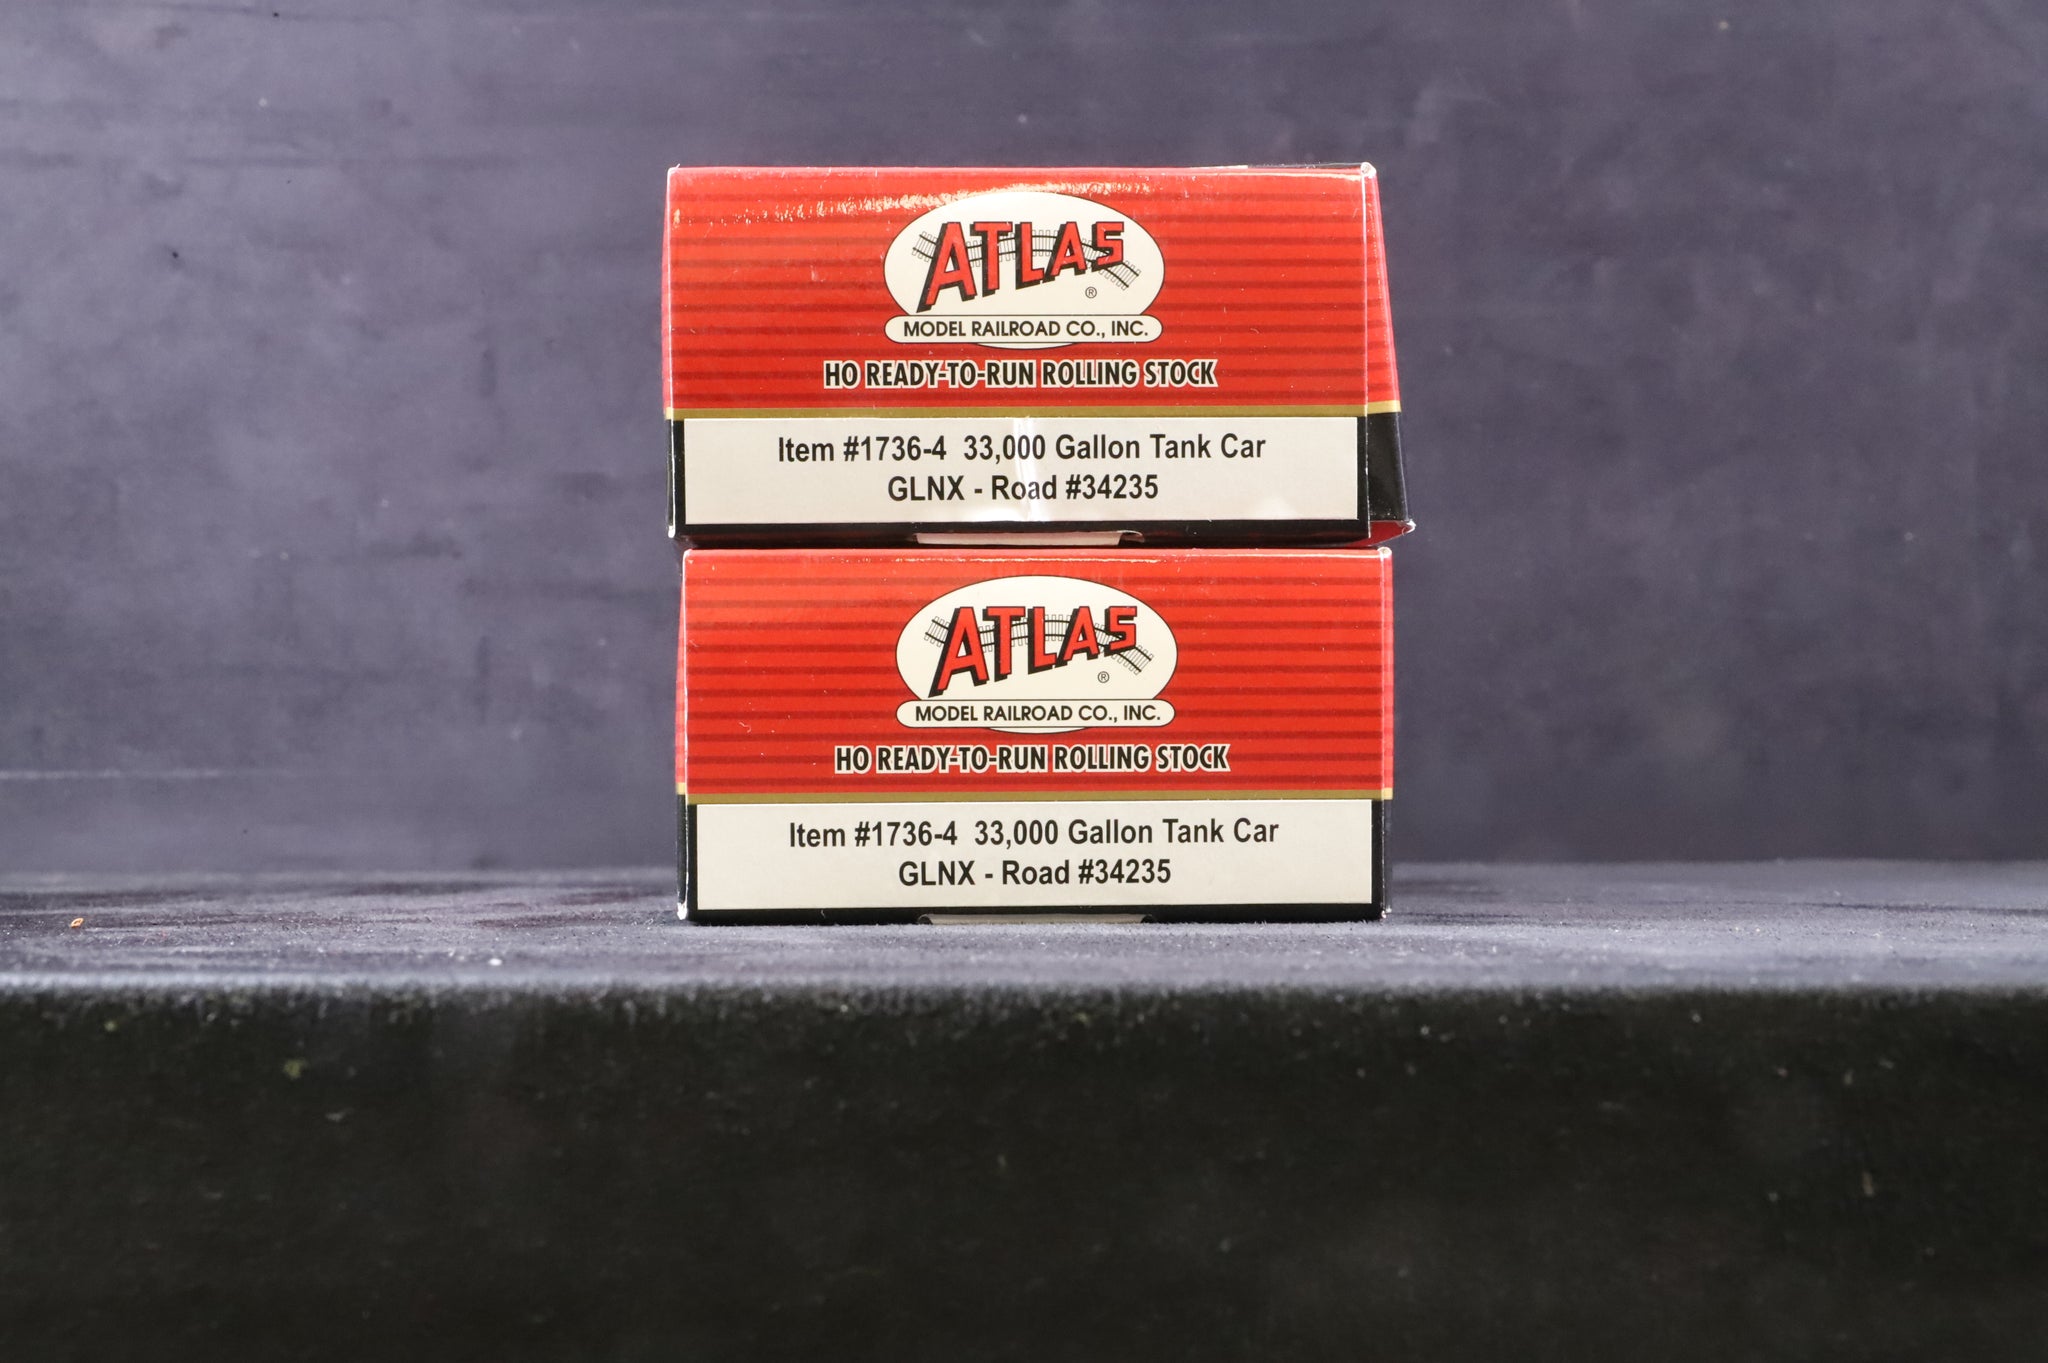 ATLAS
®
MODEL RAILROAD CO., INC.
HO READY-TO-RUN ROLLING STOCK
Item #1736-4 33,000 Gallon Tank Car
GLNX - Road #34235
ATLAS
®
MODEL RAILROAD CO., INC.
HO READY-TO-RUN ROLLING STOCK
Item #1736-4 33,000 Gallon Tank Car
GLNX - Road #34235